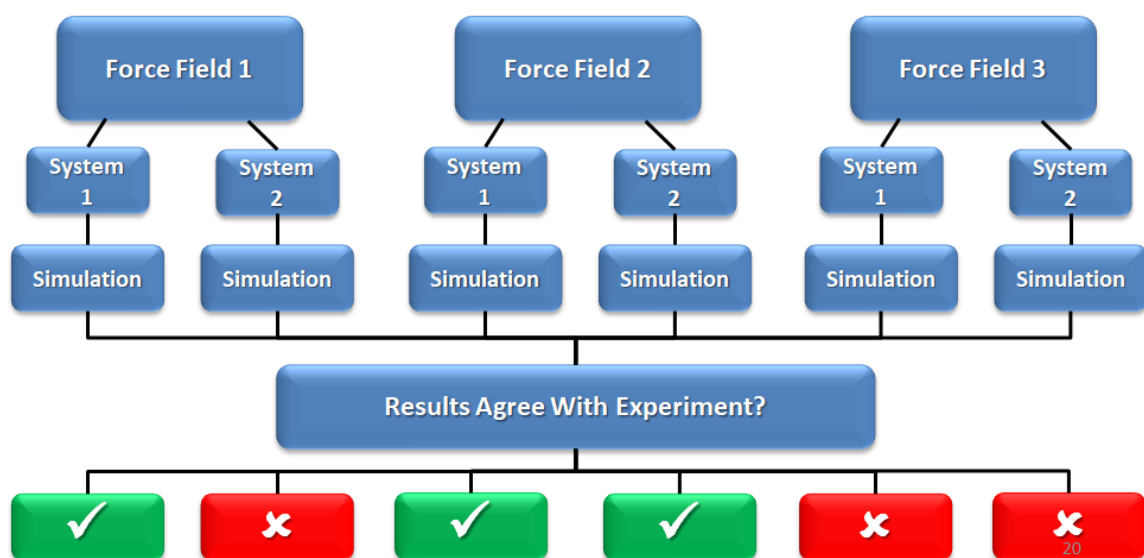 Force Field 1
Force Field 2
Force Field 3
System
1
System
2
System
1
System
2
System
1
System
2
Simulation
Simulation
Simulation
Simulation
Simulation
Simulation
Results Agree With Experiment?
20